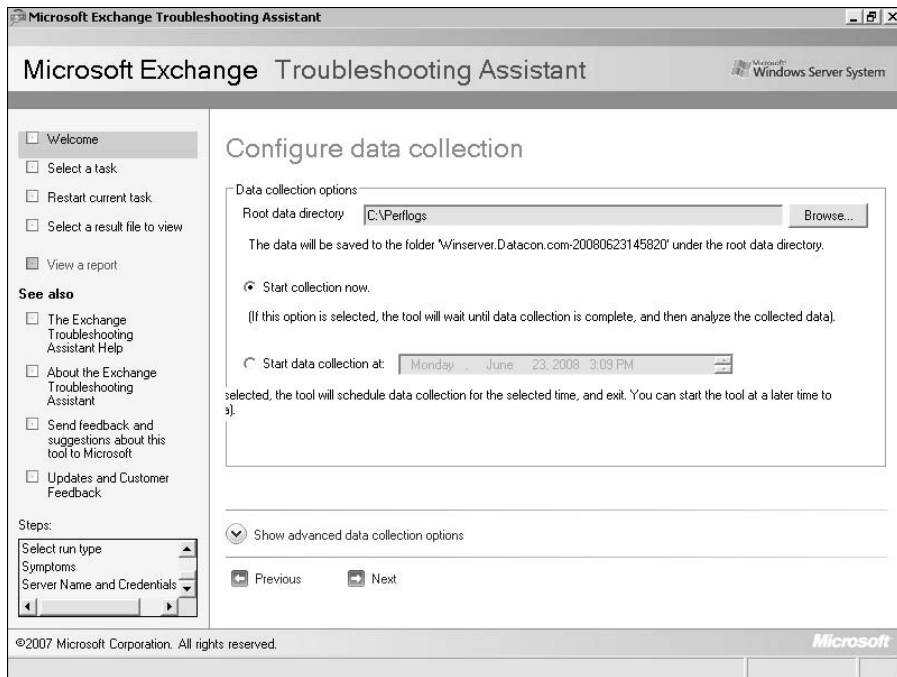 Microsoft Exchange Troubleshooting Assistant
Microsoft Exchange Troubleshooting Assistant
Microsoft
Windows Server System
Welcome
Select a task
Restart current task
Select a result file to view
View a report
See also
The Exchange
Troubleshooting
Assistant Help
About the Exchange
Troubleshooting
Assistant
Send feedback and
suggestions about this
tool to Microsoft
Updates and Customer
Feedback
Steps:
Select run type
Symptoms
Server Name and Credentials
Configure data collection
Data collection options
Root data directory C:\Perflogs Browse...
The data will be saved to the folder 'Winserver.Datacon.com-20080623145820' under the root data directory.
Start collection now.
(If this option is selected, the tool will wait until data collection is complete, and then analyze the collected data).
Start data collection at: Monday , June 23, 2008 3:09 PM
selected, the tool will schedule data collection for the selected time, and exit. You can start the tool at a later time to
a).
Show advanced data collection options
Previous Next
©2007 Microsoft Corporation. All rights reserved.
Microsoft